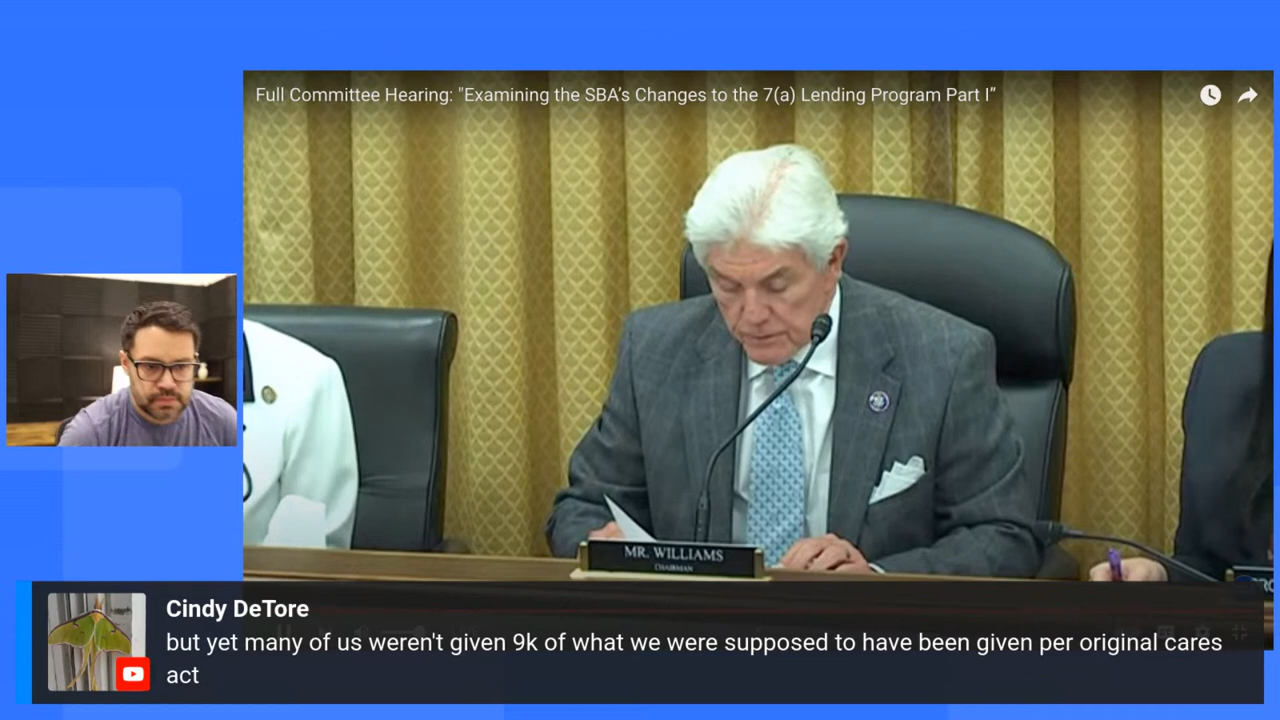 Full Committee Hearing: "Examining the SBA’s Changes to the 7(a) Lending Program Part I”
MR. WILLIAMS
CHAIRMAN
Cindy DeTore
but yet many of us weren't given 9k of what we were supposed to have been given per original cares
act